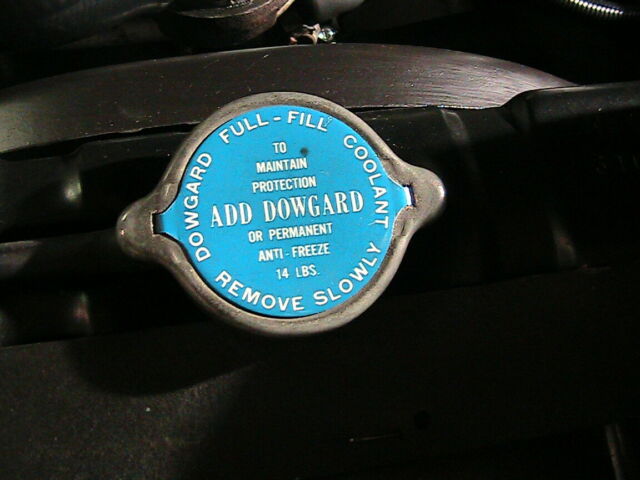 DOWGARD FULL-FILL COOLANT
TO
MAINTAIN
PROTECTION
ADD DOWGARD
OR PERMANENT
ANTI-FREEZE
14 LBS.
REMOVE SLOWLY